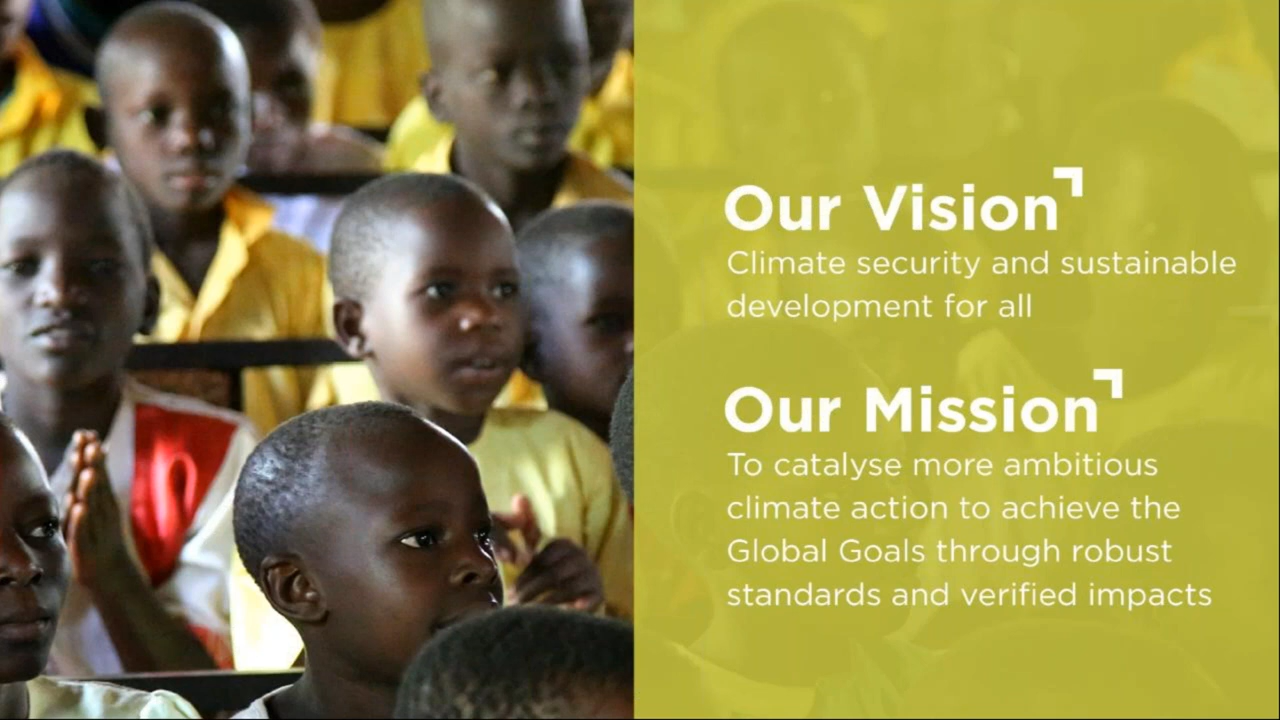 Our Vision
Climate security and sustainable
development for all
Our Mission
To catalyse more ambitious
climate action to achieve the
Global Goals through robust
standards and verified impacts